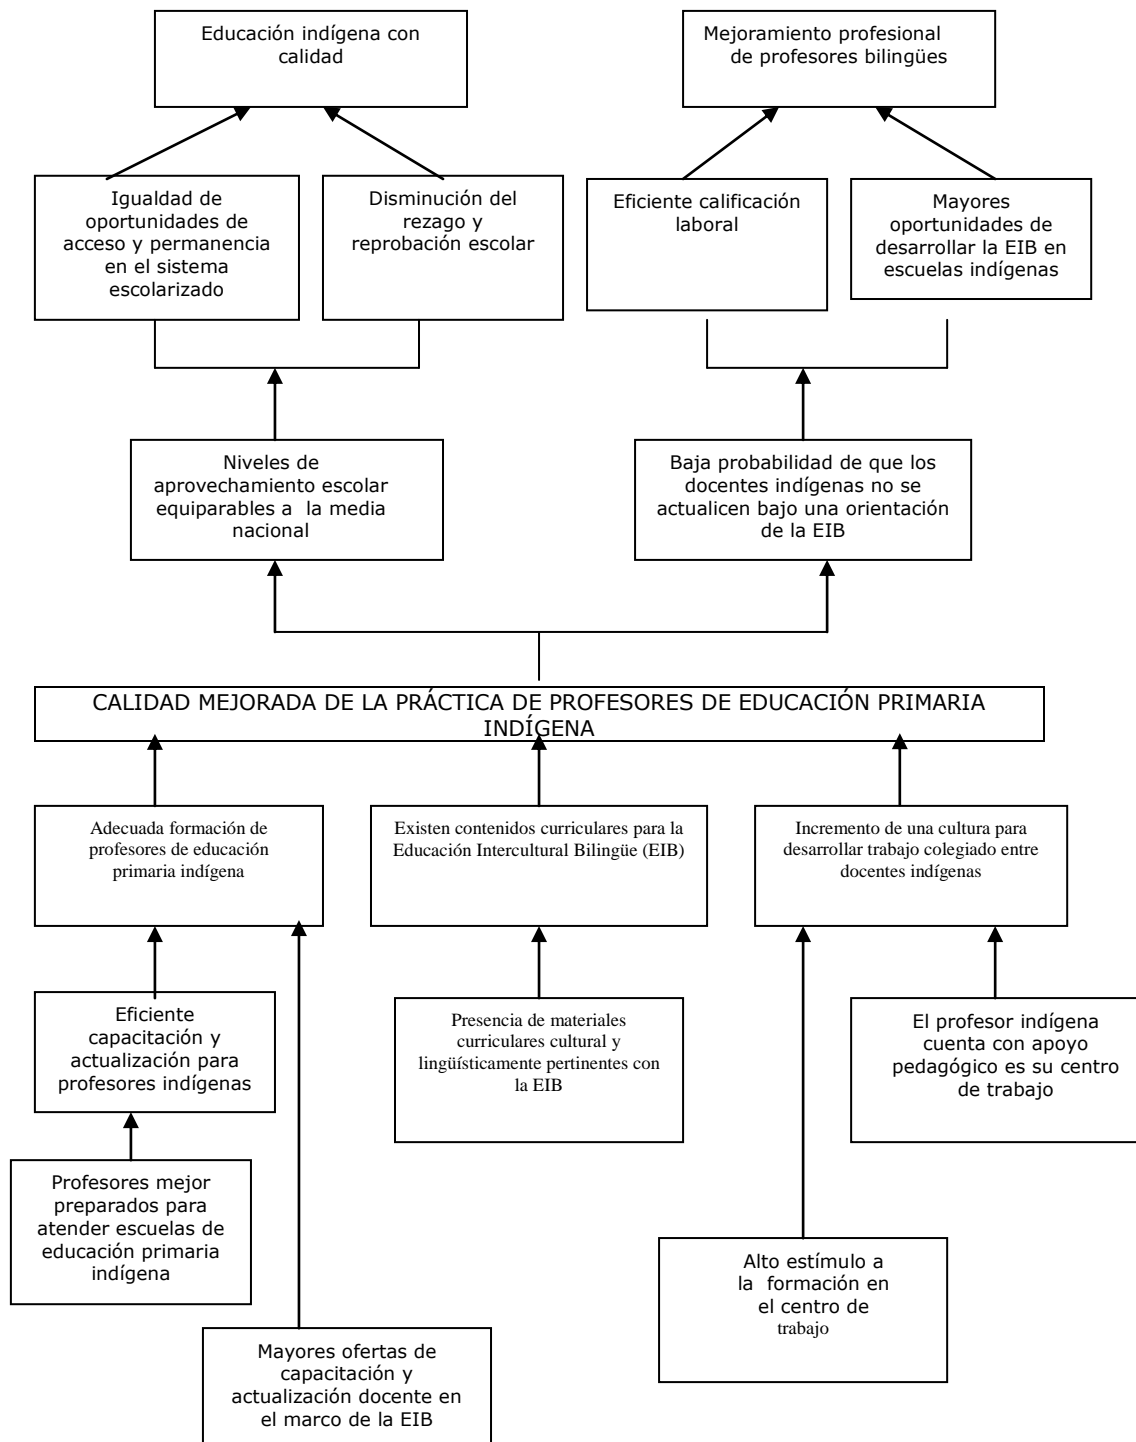 Educación indígena con
calidad
Mejoramiento profesional
de profesores bilingües
Igualdad de
oportunidades de
acceso y permanencia
en el sistema
escolarizado
Disminución del
rezago y
reprobación escolar
Eficiente calificación
laboral
Mayores
oportunidades de
desarrollar la EIB en
escuelas indígenas
Niveles de
aprovechamiento escolar
equiparables a la media
nacional
Baja probabilidad de que los
docentes indígenas no se
actualicen bajo una orientación
de la EIB
CALIDAD MEJORADA DE LA PRÁCTICA DE PROFESORES DE EDUCACIÓN PRIMARIA
INDÍGENA
Adecuada formación de
profesores de educación
primaria indígena
Existen contenidos curriculares para la
Educación Intercultural Bilingüe (EIB)
Incremento de una cultura para
desarrollar trabajo colegiado entre
docentes indígenas
Eficiente
capacitación y
actualización para
profesores indígenas
Presencia de materiales
curriculares cultural y
lingüísticamente pertinentes con
la EIB
El profesor indígena
cuenta con apoyo
pedagógico es su centro
de trabajo
Profesores mejor
preparados para
atender escuelas de
educación primaria
indígena
Alto estímulo a
la formación en
el centro de
trabajo
Mayores ofertas de
capacitación y
actualización docente en
el marco de la EIB